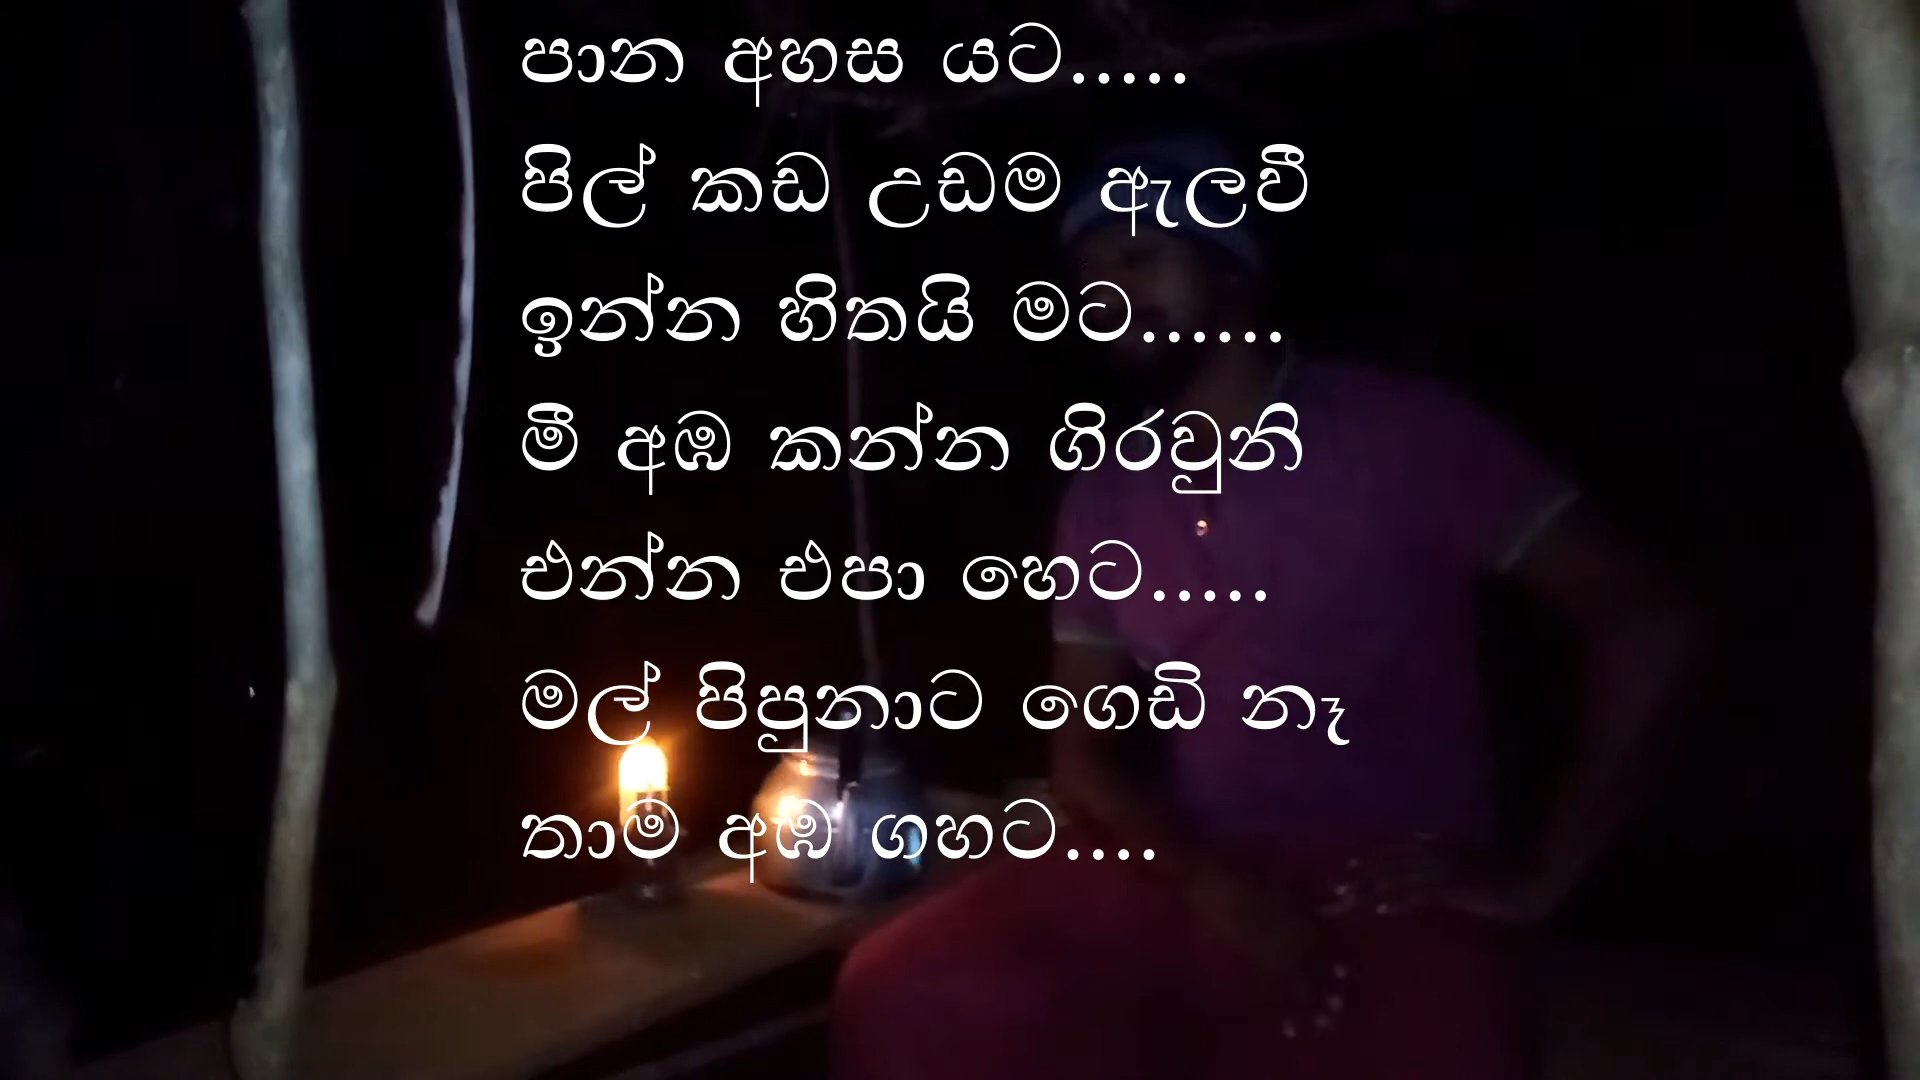 පාන අහස යට.....
පිල් කඩ උඩම ඇලවී
ඉන්න හිතයි මට......
මී අඹ කන්න ගිරවුනි
එන්න එපා හෙට.....
මල් පිපුනාට ගෙඩි නෑ
තාම අඹ ගහට....